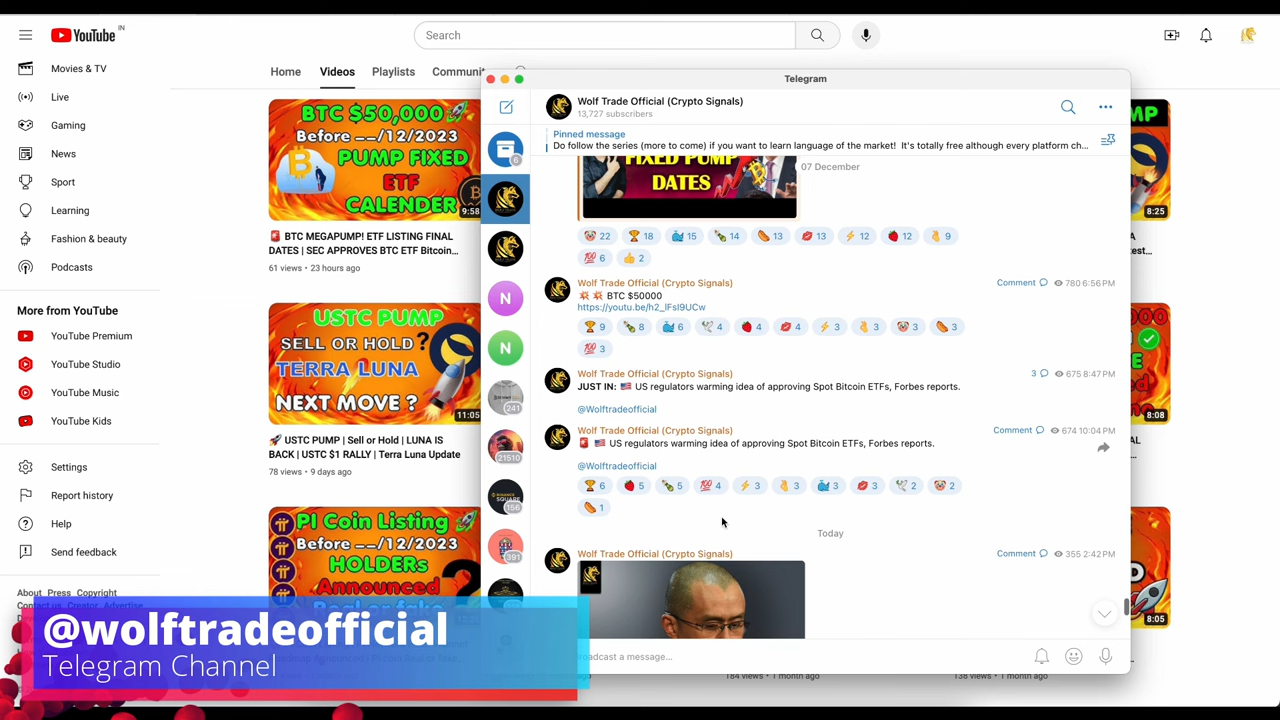 YouTube IN
Search
Movies & TV
Live
Gaming
News
Sport
Learning
Fashion & beauty
Podcasts
More from YouTube
YouTube Premium
YouTube Studio
YouTube Music
YouTube Kids
Settings
Report history
Help
Send feedback
About Press Copyright
Home Videos Playlists
BTC $50,000
Before __/12/2023
PUMP FIXED
ETF
CALENDER
9:58
🚨 BTC MEGAPUMP! ETF LISTING FINAL
DATES | SEC APPROVES BTC ETF Bitcoin...
61 views • 23 hours ago
USTC PUMP
SELL OR HOLD ?
TERRA LUNA
NEXT MOVE ?
11:05
🚀 USTC PUMP | Sell or Hold | LUNA IS
BACK | USTC $1 RALLY | Terra Luna Update
78 views • 9 days ago
PI Coin Listing
Before __/12/2023
HOLDERS
Announced
Telegram
Wolf Trade Official (Crypto Signals)
13,727 subscribers
Pinned message
Do follow the series (more to come) if you want to learn language of the market! It's totally free although every platform ch...
6
N
N
241
21510
156
391
FIXED PUMP
DATES
07 December
22 18 15 14 13 13 12 12 9
💯 6 👍 2
Wolf Trade Official (Crypto Signals) Comment 780 6:56 PM
💥 💥 BTC $50000
https://youtu.be/h2_lFsI9UCw
9 8 6 4 4 4 3 3 3 3
💯 3
Wolf Trade Official (Crypto Signals) 3 675 8:47 PM
JUST IN: 🇺🇸 US regulators warming idea of approving Spot Bitcoin ETFs, Forbes reports.
@Wolftradeofficial
Wolf Trade Official (Crypto Signals) Comment 674 10:04 PM
🚨 🇺🇸 US regulators warming idea of approving Spot Bitcoin ETFs, Forbes reports.
@Wolftradeofficial
6 5 5 4 3 3 3 3 2 2
1
Today
Wolf Trade Official (Crypto Signals) Comment 355 2:42 PM
8:25
8:08
8:05
184 views • 1 month ago
138 views • 1 month ago
@wolftradeofficial
Telegram Channel